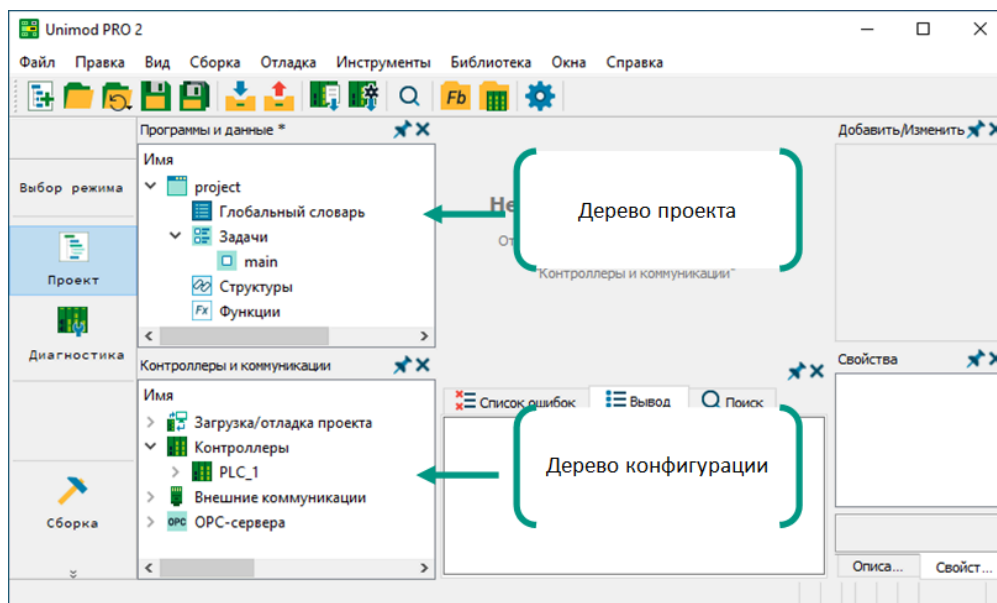 Unimod PRO 2
Файл Правка Вид Сборка Отладка Инструменты Библиотека Окна Справка
Fb
Программы и данные *
Добавить/Изменить
Имя
Выбор режима
project
Глобальный словарь
Задачи
main
Структуры
Fx Функции
Проект
Диагностика
Не
От
"Контроллеры и коммуникации"
Дерево проекта
Контроллеры и коммуникации
Свойства
Имя
Загрузка/отладка проекта
Контроллеры
PLC_1
Внешние коммуникации
OPC OPC-сервера
Список ошибок Вывод Поиск
Дерево конфигурации
Сборка
Описа... Свойст...